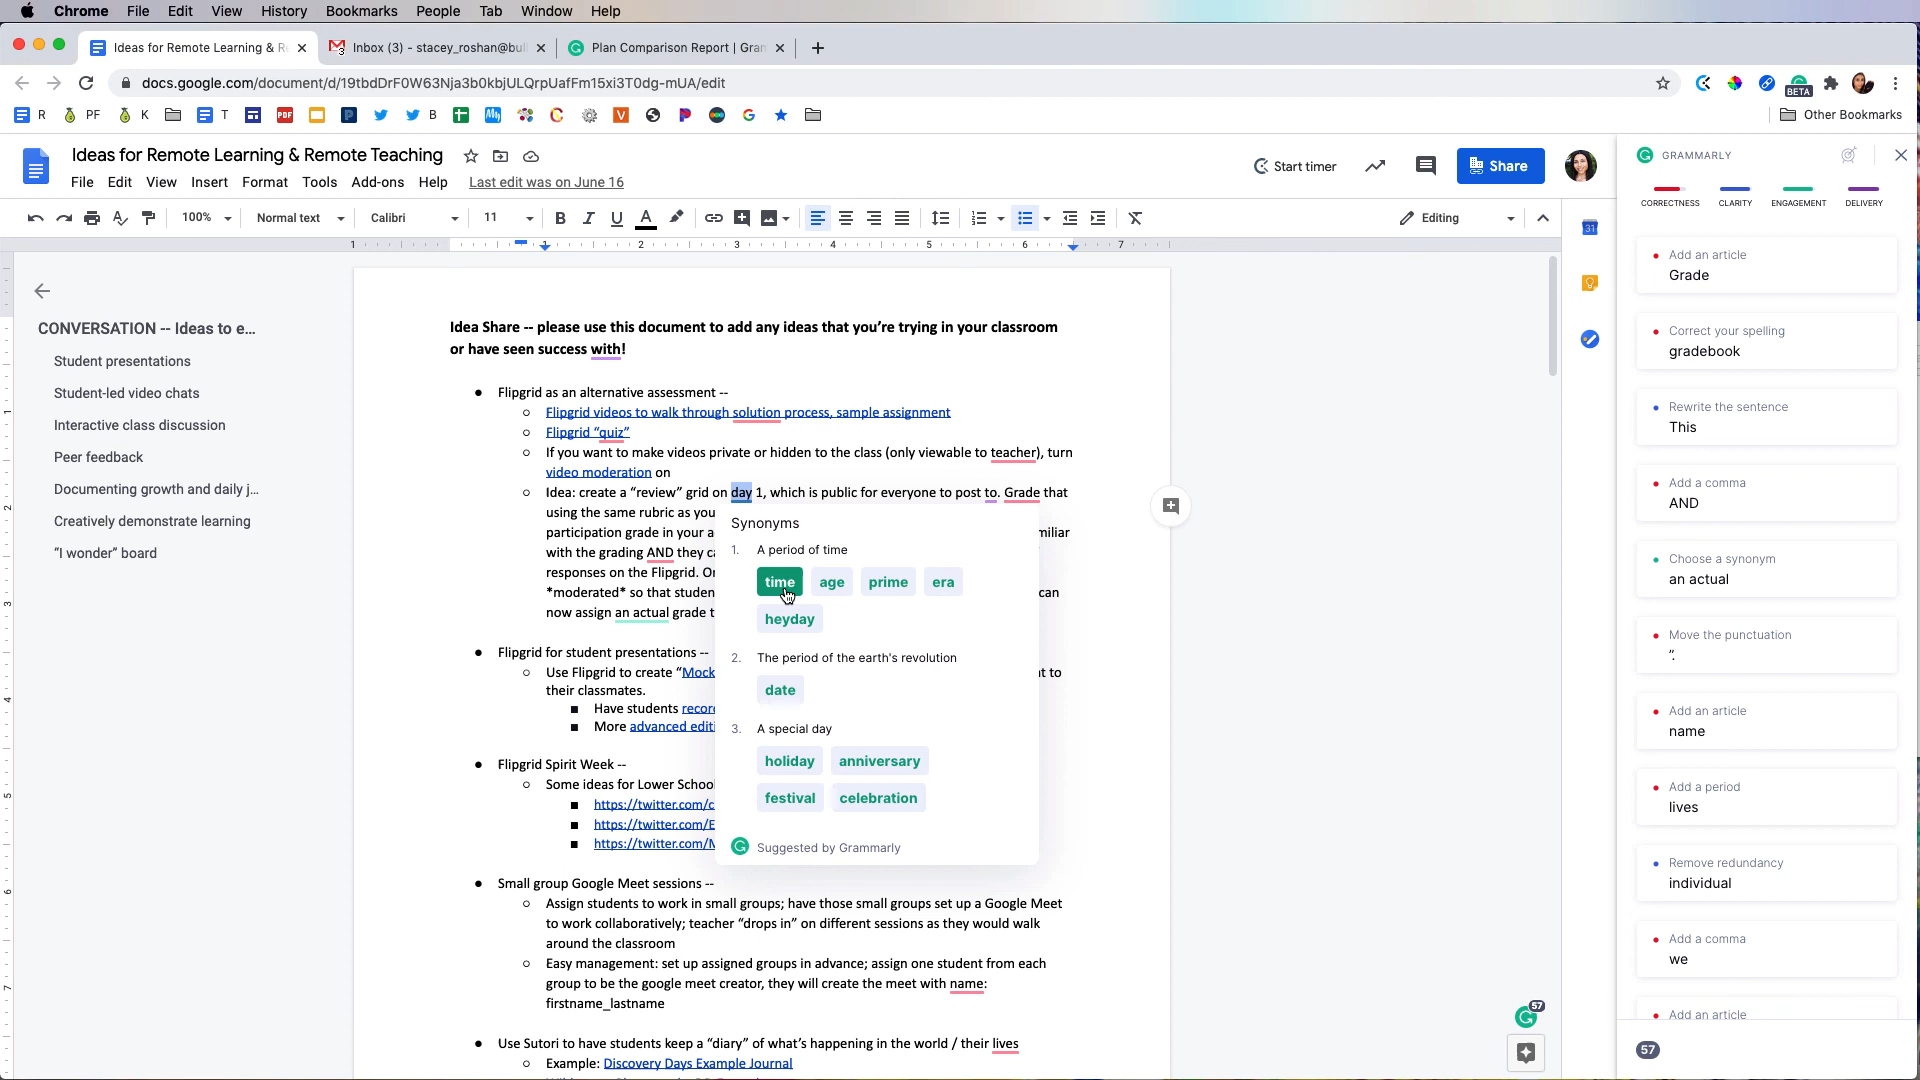 Chrome File Edit View History Bookmarks People Tab Window Help
Ideas for Remote Learning & Re
Inbox (3) - stacey_roshan@bul
Plan Comparison Report | Gram
docs.google.com/document/d/19tbdDrF0W63Nja3b0kbjULQrpUafFm15xi3T0dg-mUA/edit
BETA
R PF K T PDF B Other Bookmarks
Ideas for Remote Learning & Remote Teaching
Start timer
Share
File Edit View Insert Format Tools Add-ons Help Last edit was on June 16
100% Normal text Calibri 11 Editing
1 1 2 3 4 5 6 7
CONVERSATION -- Ideas to e...
Student presentations
Student-led video chats
Interactive class discussion
Peer feedback
Documenting growth and daily j...
Creatively demonstrate learning
“I wonder” board
Idea Share -- please use this document to add any ideas that you’re trying in your classroom
or have seen success with!
● Flipgrid as an alternative assessment --
○ Flipgrid videos to walk through solution process, sample assignment
○ Flipgrid “quiz”
○ If you want to make videos private or hidden to the class (only viewable to teacher), turn
video moderation on
○ Idea: create a “review” grid on day 1, which is public for everyone to post to. Grade that
using the same rubric as you
participation grade in your a
miliar
with the grading AND they ca
responses on the Flipgrid. Or
*moderated* so that studen
can
now assign an actual grade t
● Flipgrid for student presentations --
○ Use Flipgrid to create “Mock
t to
their classmates.
■ Have students recor
■ More advanced editi
● Flipgrid Spirit Week --
○ Some ideas for Lower School
■ https://twitter.com/c
■ https://twitter.com/E
■ https://twitter.com/M
● Small group Google Meet sessions --
○ Assign students to work in small groups; have those small groups set up a Google Meet
to work collaboratively; teacher “drops in” on different sessions as they would walk
around the classroom
○ Easy management: set up assigned groups in advance; assign one student from each
group to be the google meet creator, they will create the meet with name:
firstname_lastname
● Use Sutori to have students keep a “diary” of what’s happening in the world / their lives
○ Example: Discovery Days Example Journal
Synonyms
1. A period of time
time age prime era
heyday
2. The period of the earth's revolution
date
3. A special day
holiday anniversary
festival celebration
Suggested by Grammarly
31
GRAMMARLY
CORRECTNESS CLARITY ENGAGEMENT DELIVERY
Add an article
Grade
Correct your spelling
gradebook
Rewrite the sentence
This
Add a comma
AND
Choose a synonym
an actual
Move the punctuation
”.
Add an article
name
Add a period
lives
Remove redundancy
individual
Add a comma
we
Add an article
57
57